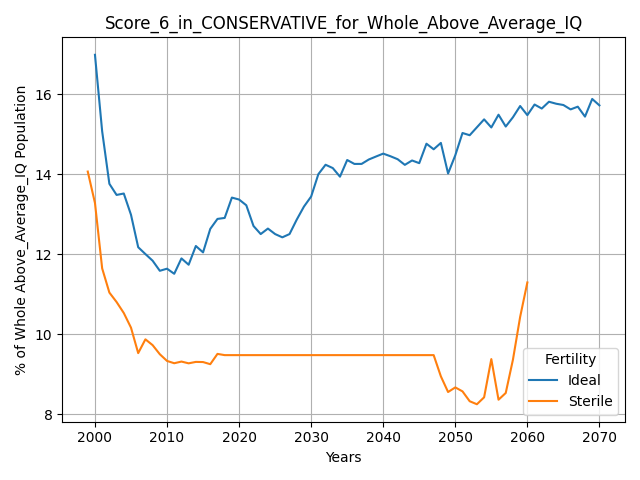 Score_6_in_CONSERVATIVE_for_Whole_Above_Average_IQ
% of Whole Above_Average_IQ Population
16
14
12
10
8
Fertility
Ideal
Sterile
2000 2010 2020 2030 2040 2050 2060 2070
Years